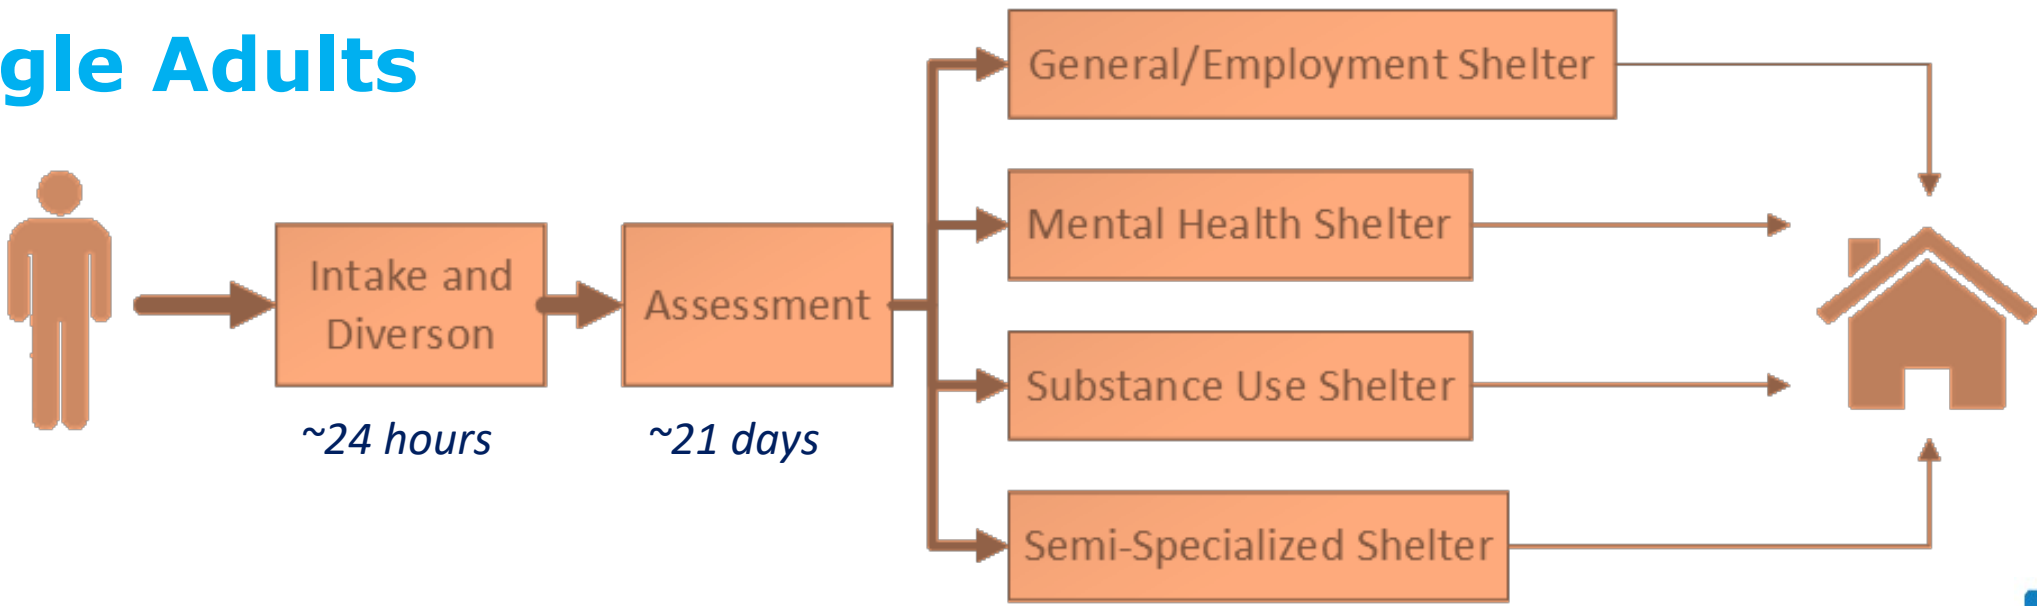 gle Adults
General/Employment Shelter
Mental Health Shelter
Intake and
Diverson
Assessment
Substance Use Shelter
~24 hours
~21 days
Semi-Specialized Shelter